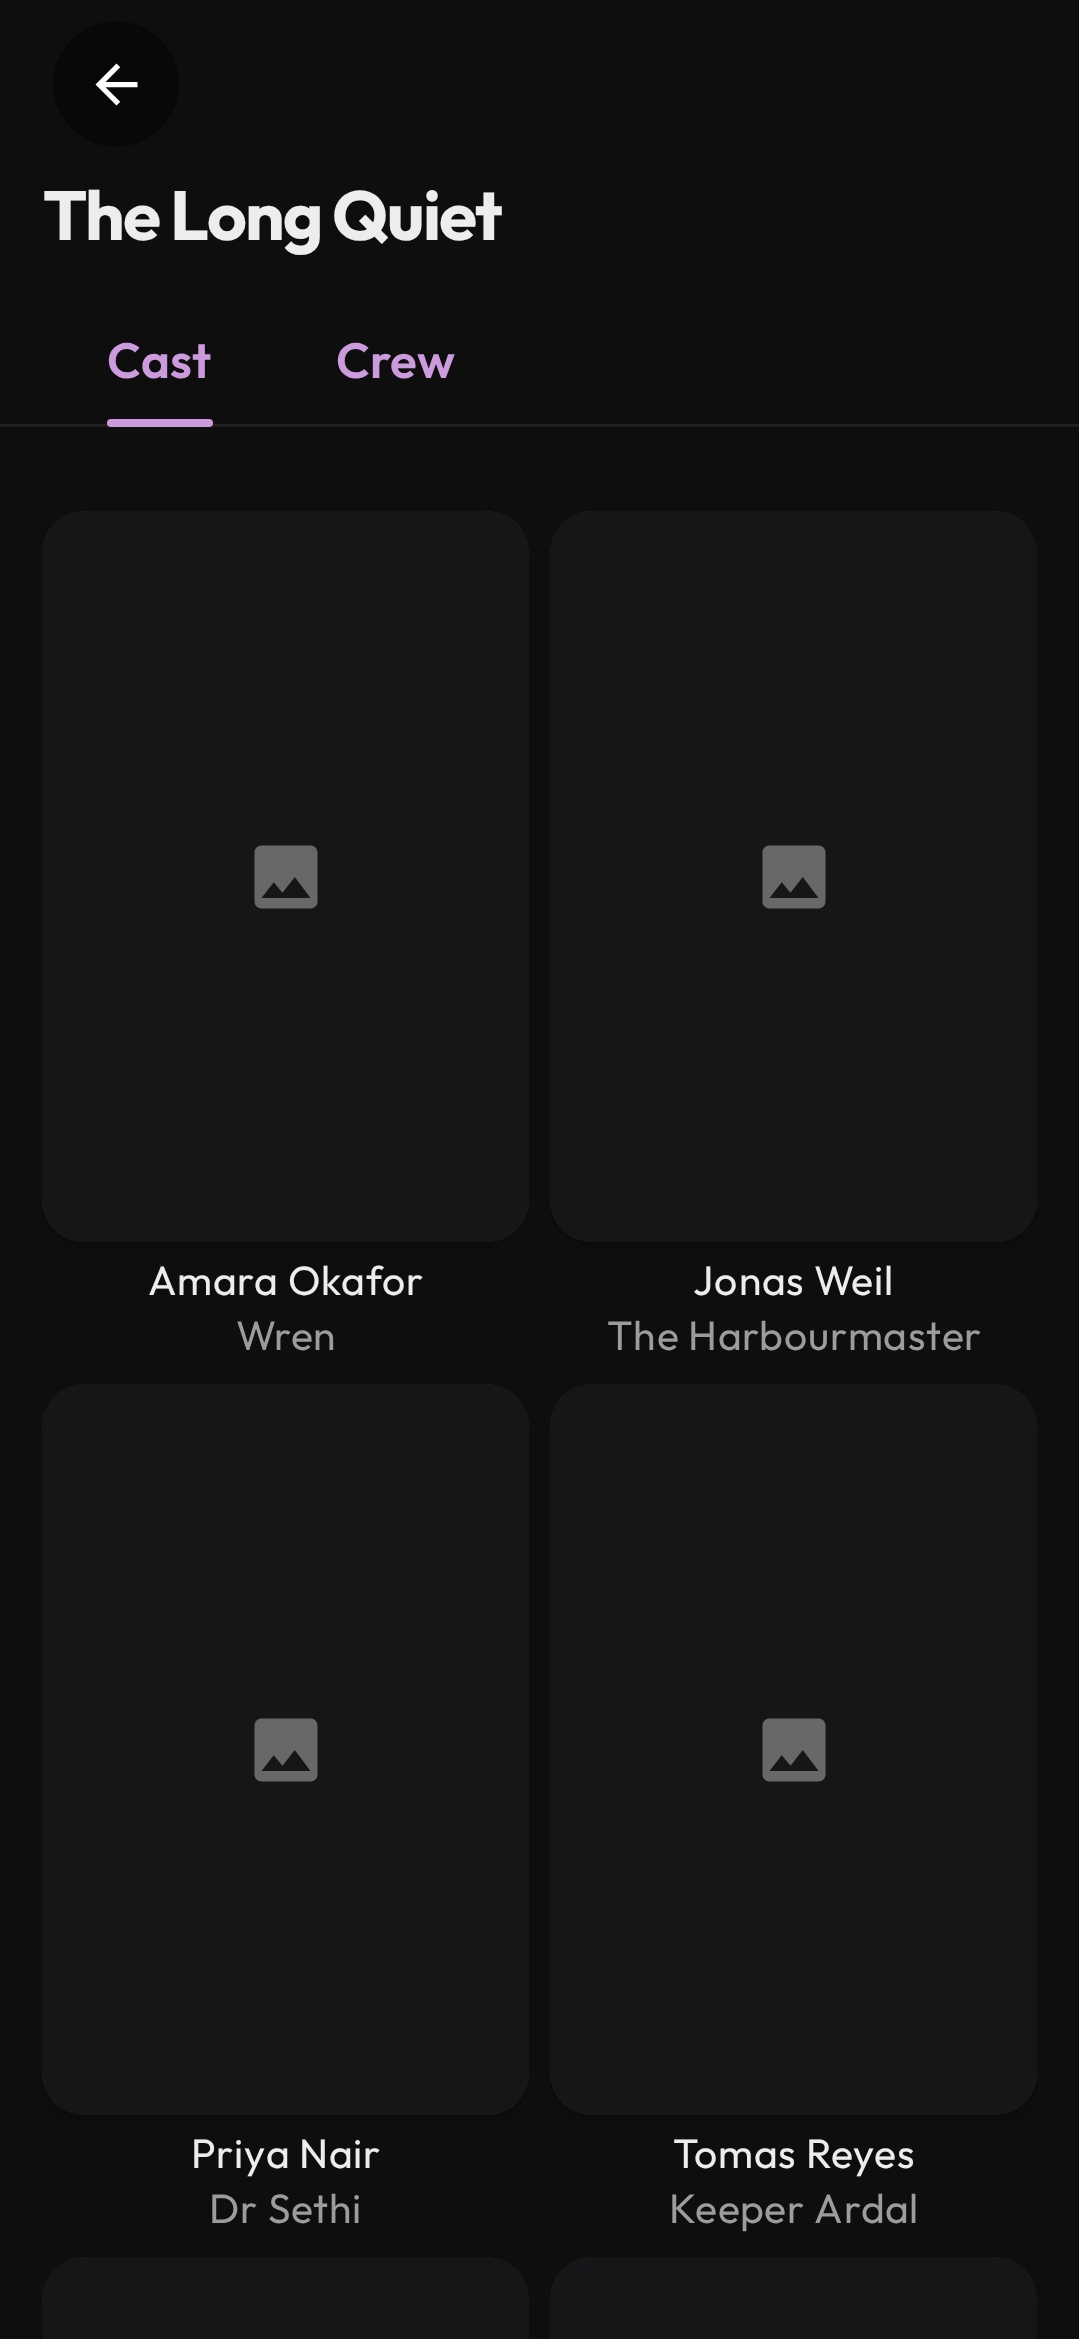 The Long Quiet
Cast Crew
Amara Okafor
Wren
Jonas Weil
The Harbourmaster
Priya Nair
Dr Sethi
Tomas Reyes
Keeper Ardal